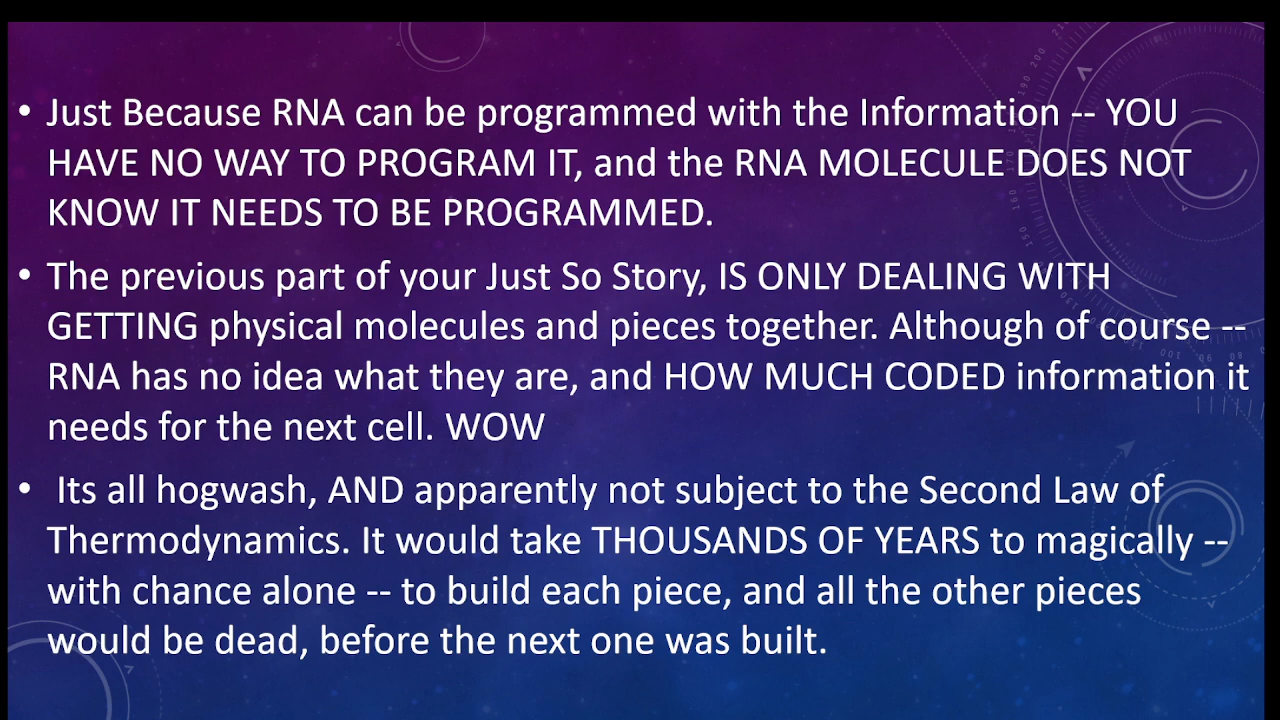 • Just Because RNA can be programmed with the Information -- YOU
HAVE NO WAY TO PROGRAM IT, and the RNA MOLECULE DOES NOT
KNOW IT NEEDS TO BE PROGRAMMED.
• The previous part of your Just So Story, IS ONLY DEALING WITH
GETTING physical molecules and pieces together. Although of course --
RNA has no idea what they are, and HOW MUCH CODED information it
needs for the next cell. WOW
• Its all hogwash, AND apparently not subject to the Second Law of
Thermodynamics. It would take THOUSANDS OF YEARS to magically --
with chance alone -- to build each piece, and all the other pieces
would be dead, before the next one was built.